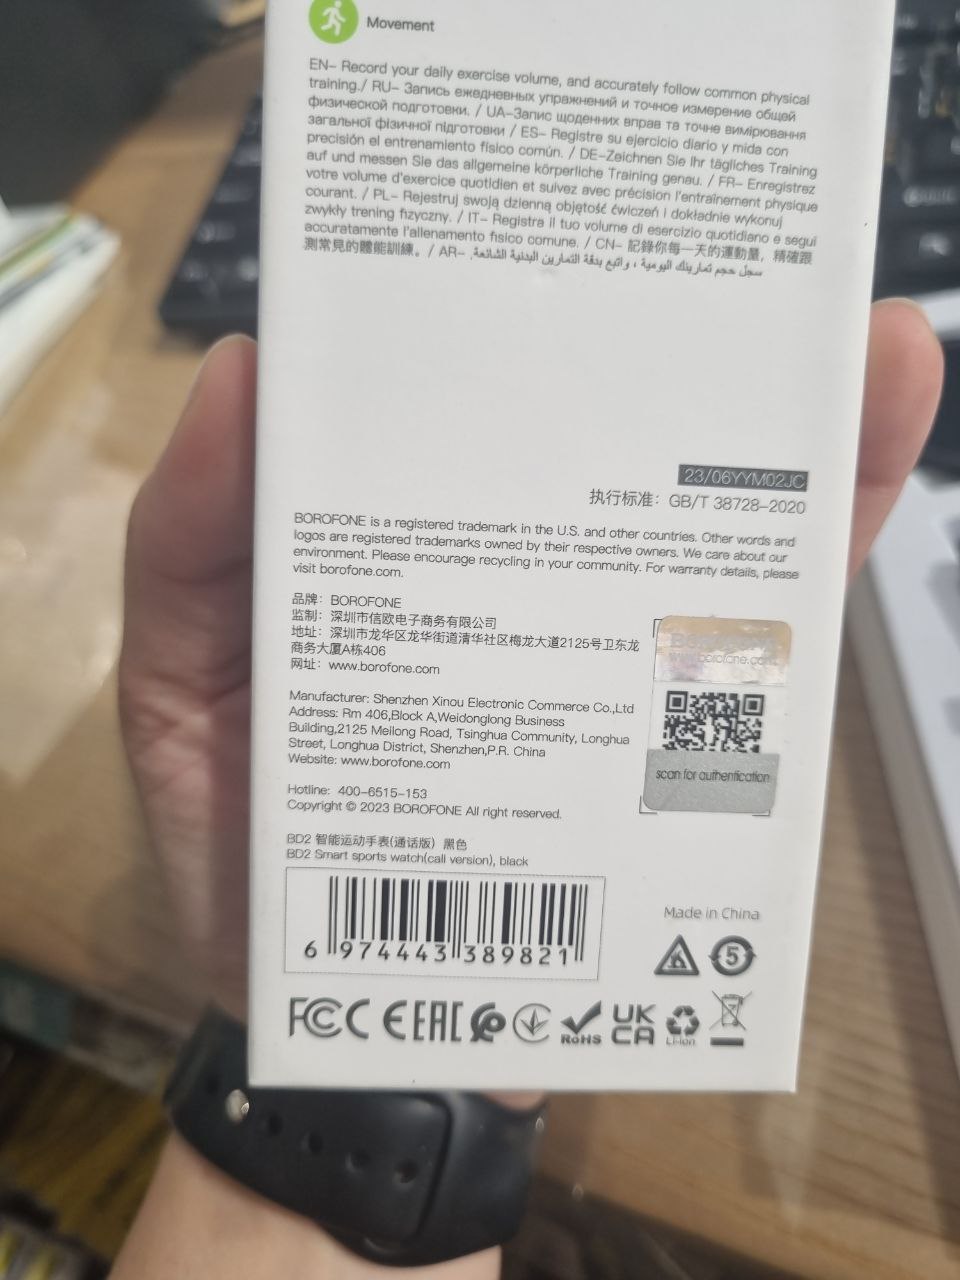 Movement
EN- Record your daily exercise volume, and accurately follow common physical
training./ RU- Запись ежедневных упражнений и точное измерение общей
физической подготовки. / UA-Запис щоденних вправ та точне вимірювання
загальної фізичної підготовки / ES- Registre su ejercicio diario y mida con
precisión el entrenamiento físico común. / DE-Zeichnen Sie Ihr tägliches Training
auf und messen Sie das allgemeine körperliche Training genau. / FR- Enregistrez
votre volume d'exercice quotidien et suivez avec précision l'entraînement physique
courant. / PL- Rejestruj swoją dzienną objętość ćwiczeń i dokładnie wykonuj
zwykły trening fizyczny. / IT- Registra il tuo volume di esercizio quotidiano e segui
accuratamente l'allenamento fisico comune. / CN- 記錄你每一天的運動量，精確跟
測常見的體能訓練。/ AR- سجل حجم تمارينك اليومية ، واتبع بدقة التمارين البدنية الشائعة.
23/06YYM02JC
执行标准：GB/T 38728-2020
BOROFONE is a registered trademark in the U.S. and other countries. Other words and
logos are registered trademarks owned by their respective owners. We care about our
environment. Please encourage recycling in your community. For warranty details, please
visit borofone.com.
品牌：BOROFONE
监制：深圳市信欧电子商务有限公司
地址：深圳市龙华区龙华街道清华社区梅龙大道2125号卫东龙
商务大厦A栋406
网址：www.borofone.com
Manufacturer: Shenzhen Xinou Electronic Commerce Co.,Ltd
Address: Rm 406,Block A,Weidonglong Business
Building,2125 Meilong Road, Tsinghua Community, Longhua
Street, Longhua District, Shenzhen,P.R. China
Website: www.borofone.com
Hotline: 400-6515-153
Copyright © 2023 BOROFONE All right reserved.
www.borofone.com
scan for authentication
BD2 智能运动手表(通话版) 黑色
BD2 Smart sports watch(call version), black
6 974443 389821
Made in China
5
FCC CE EAC RoHS UK
CA Li-ion